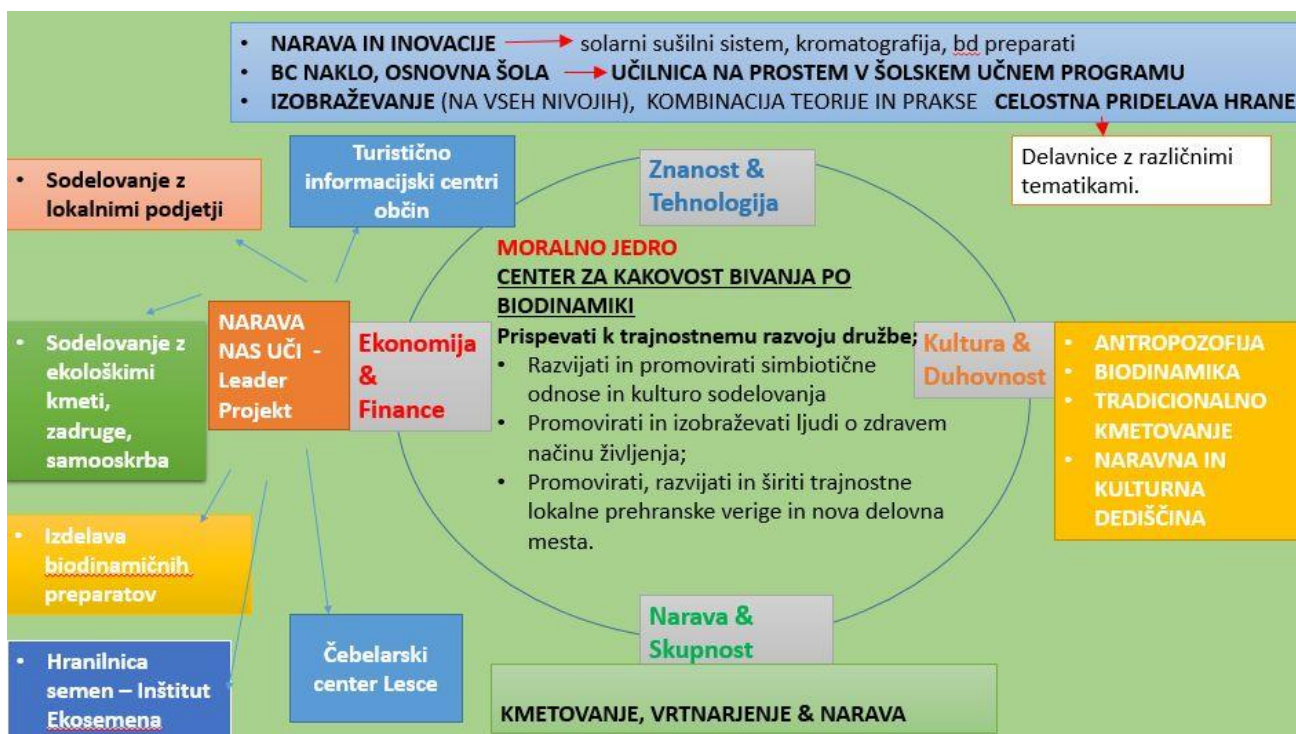 • NARAVA IN INOVACIJE solarni sušilni sistem, kromatografija, bd preparati
• BC NAKLO, OSNOVNA ŠOLA UČILNICA NA PROSTEM V ŠOLSKEM UČNEM PROGRAMU
• IZOBRAŽEVANJE (NA VSEH NIVOJIH), KOMBINACIJA TEORIJE IN PRAKSE CELOSTNA PRIDELAVA HRANE
Delavnice z različnimi
tematikami.
Turistično
informacijski centri
občin
• Sodelovanje z
lokalnimi podjetji
Znanost &
Tehnologija
MORALNO JEDRO
CENTER ZA KAKOVOST BIVANJA PO
BIODINAMIKI
Prispevati k trajnostnemu razvoju družbe;
• Razvijati in promovirati simbiotične
odnose in kulturo sodelovanja
• Promovirati in izobraževati ljudi o zdravem
načinu življenja;
• Promovirati, razvijati in širiti trajnostne
lokalne prehranske verige in nova delovna
mesta.
• Sodelovanje z
ekološkimi
kmeti,
zadruge,
samooskrba
NARAVA
NAS UČI -
Leader
Projekt
Ekonomija
&
Finance
Kultura &
Duhovnost
• ANTROPOZOFIJA
• BIODINAMIKA
• TRADICIONALNO
KMETOVANJE
• NARAVNA IN
KULTURNA
DEDIŠČINA
• Izdelava
biodinamičnih
preparatov
• Hranilnica
semen – Inštitut
Ekosemena
Čebelarski
center Lesce
Narava &
Skupnost
KMETOVANJE, VRTNARJENJE & NARAVA